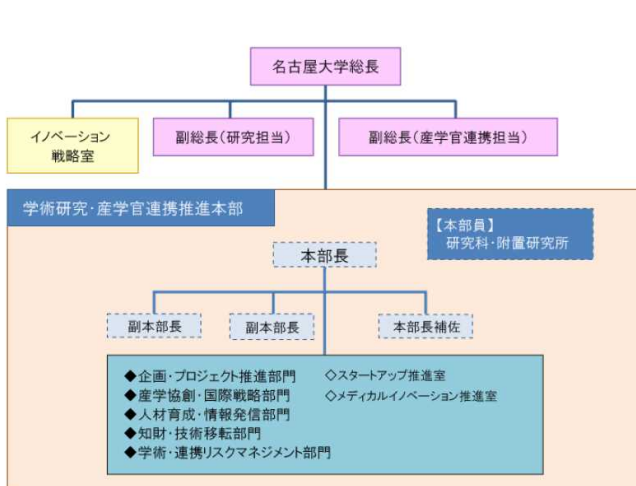 名古屋大学総長
イノベーション
戦略室
副総長(研究担当)
副総長(産学官連携担当)
学術研究・産学官連携推進本部
【本部員】
研究科・附置研究所
本部長
副本部長
副本部長
本部長補佐
◆企画・プロジェクト推進部門
◆産学協創・国際戦略部門
◆人材育成・情報発信部門
◆知財・技術移転部門
◆学術・連携リスクマネジメント部門
◇スタートアップ推進室
◇メディカルイノベーション推進室